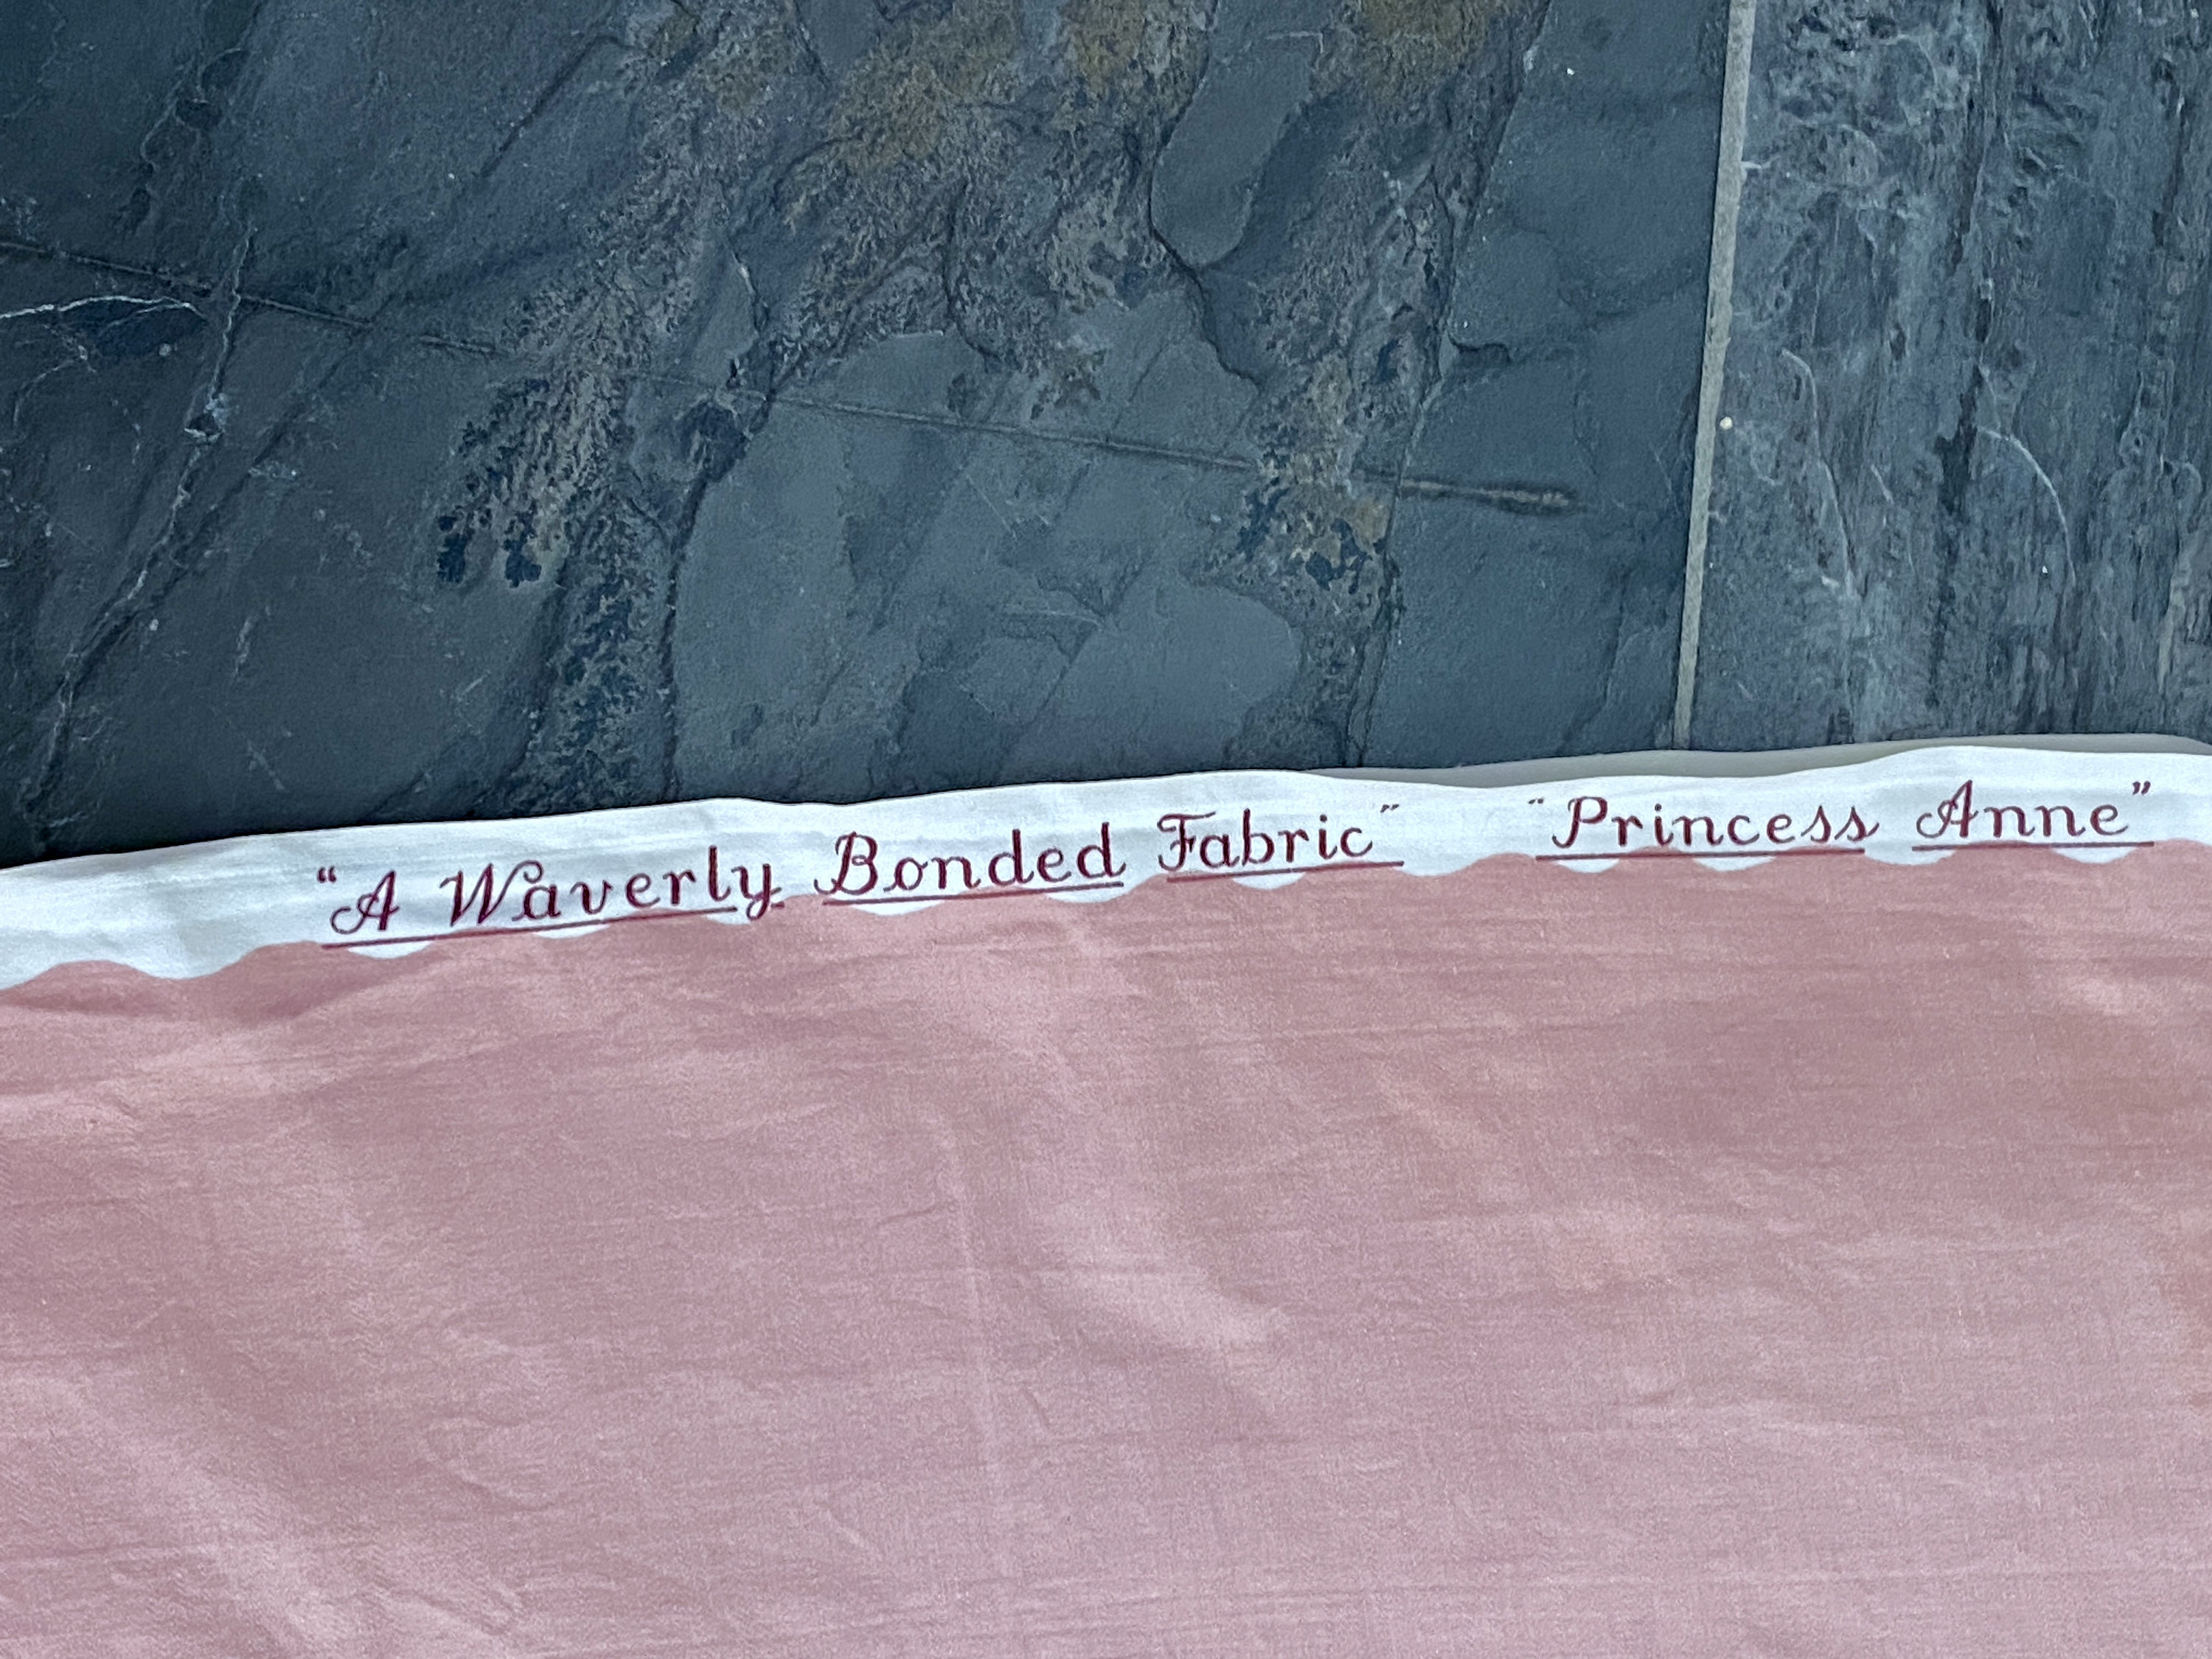 “A Waverly Bonded Fabric” “Princess Anne”